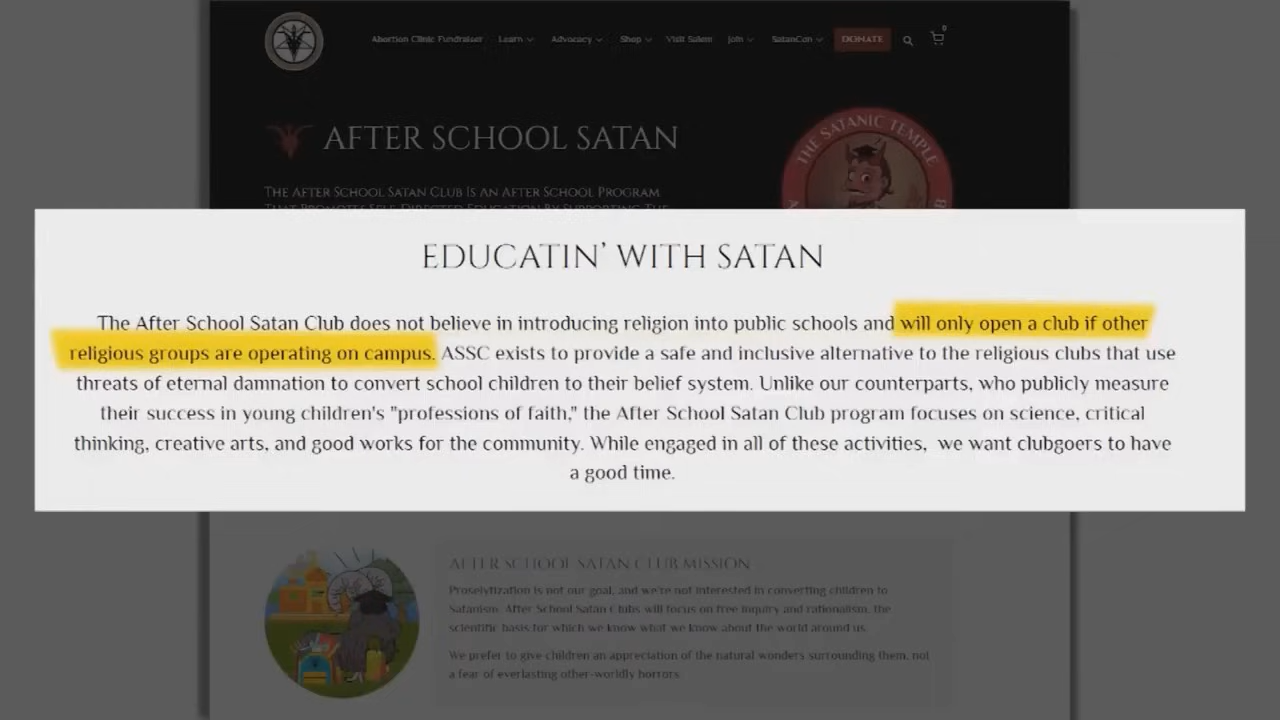 Abortion Clinic Fundraiser Learn Advocacy Shop Visit Salem Join SatanCon DONATE 0
AFTER SCHOOL SATAN
THE SATANIC TEMPLE
THE AFTER SCHOOL SATAN CLUB IS AN AFTER SCHOOL PROGRAM
THAT PROMOTES SELF-DIRECTED EDUCATION BY SUPPORTING THE
EDUCATIN’ WITH SATAN
The After School Satan Club does not believe in introducing religion into public schools and will only open a club if other
religious groups are operating on campus. ASSC exists to provide a safe and inclusive alternative to the religious clubs that use
threats of eternal damnation to convert school children to their belief system. Unlike our counterparts, who publicly measure
their success in young children's "professions of faith," the After School Satan Club program focuses on science, critical
thinking, creative arts, and good works for the community. While engaged in all of these activities, we want clubgoers to have
a good time.
AFTER SCHOOL SATAN CLUB MISSION
Proselytization is not our goal, and we're not interested in converting children to
Satanism. After School Satan Clubs will focus on free inquiry and rationalism, the
scientific basis for which we know what we know about the world around us.
We prefer to give children an appreciation of the natural wonders surrounding them, not
a fear of everlasting other-worldly horrors.